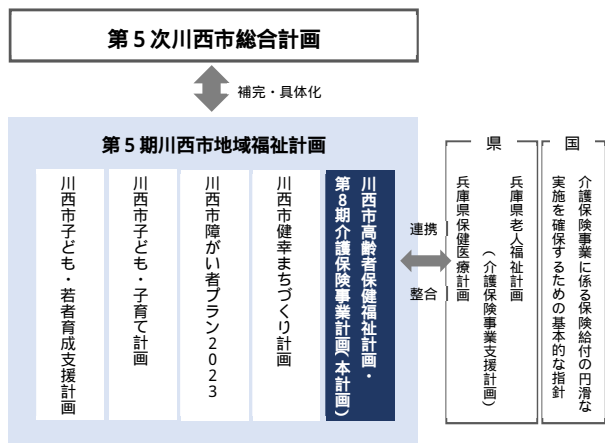 第5次川西市総合計画
補完・具体化
第5期川西市地域福祉計画
川西市子ども・若者育成支援計画
川西市子ども・子育て計画
川西市障がい者プラン2023
川西市健幸まちづくり計画
川西市高齢者保健福祉計画・
第8期介護保険事業計画(本計画)
連携
整合
県
兵庫県老人福祉計画
(介護保険事業支援計画)
兵庫県保健医療計画
国
介護保険事業に係る保険給付の円滑な
実施を確保するための基本的な指針